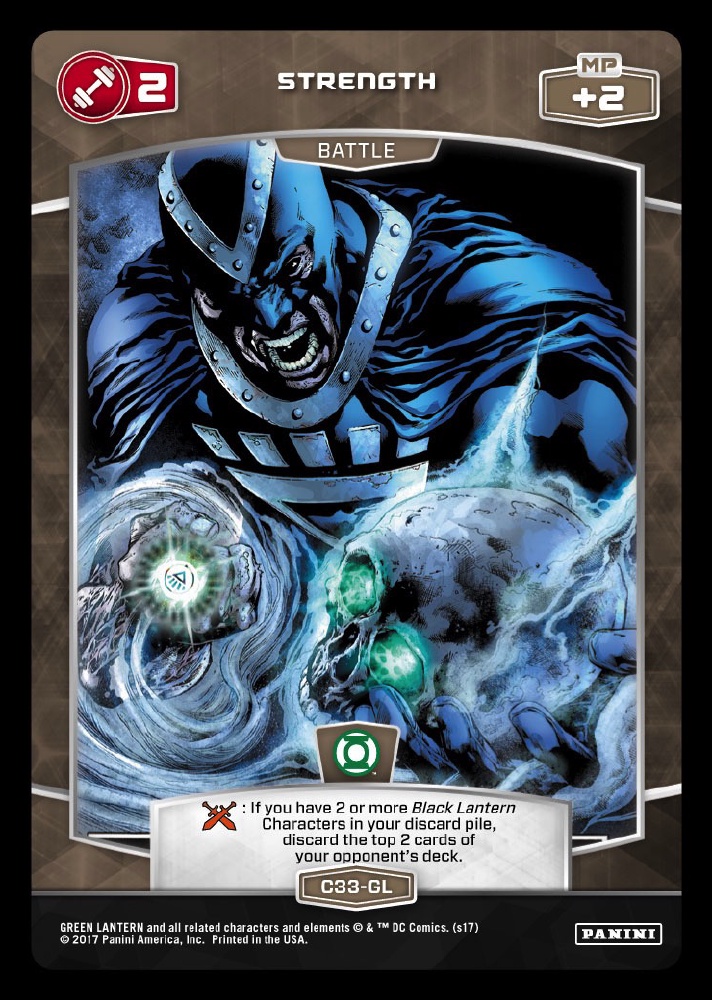 2
STRENGTH
MP
+2
BATTLE
: If you have 2 or more Black Lantern
Characters in your discard pile,
discard the top 2 cards of
your opponent's deck.
C33-GL
GREEN LANTERN and all related characters and elements © & ™ DC Comics. (s17)
© 2017 Panini America, Inc. Printed in the USA.
PANINI